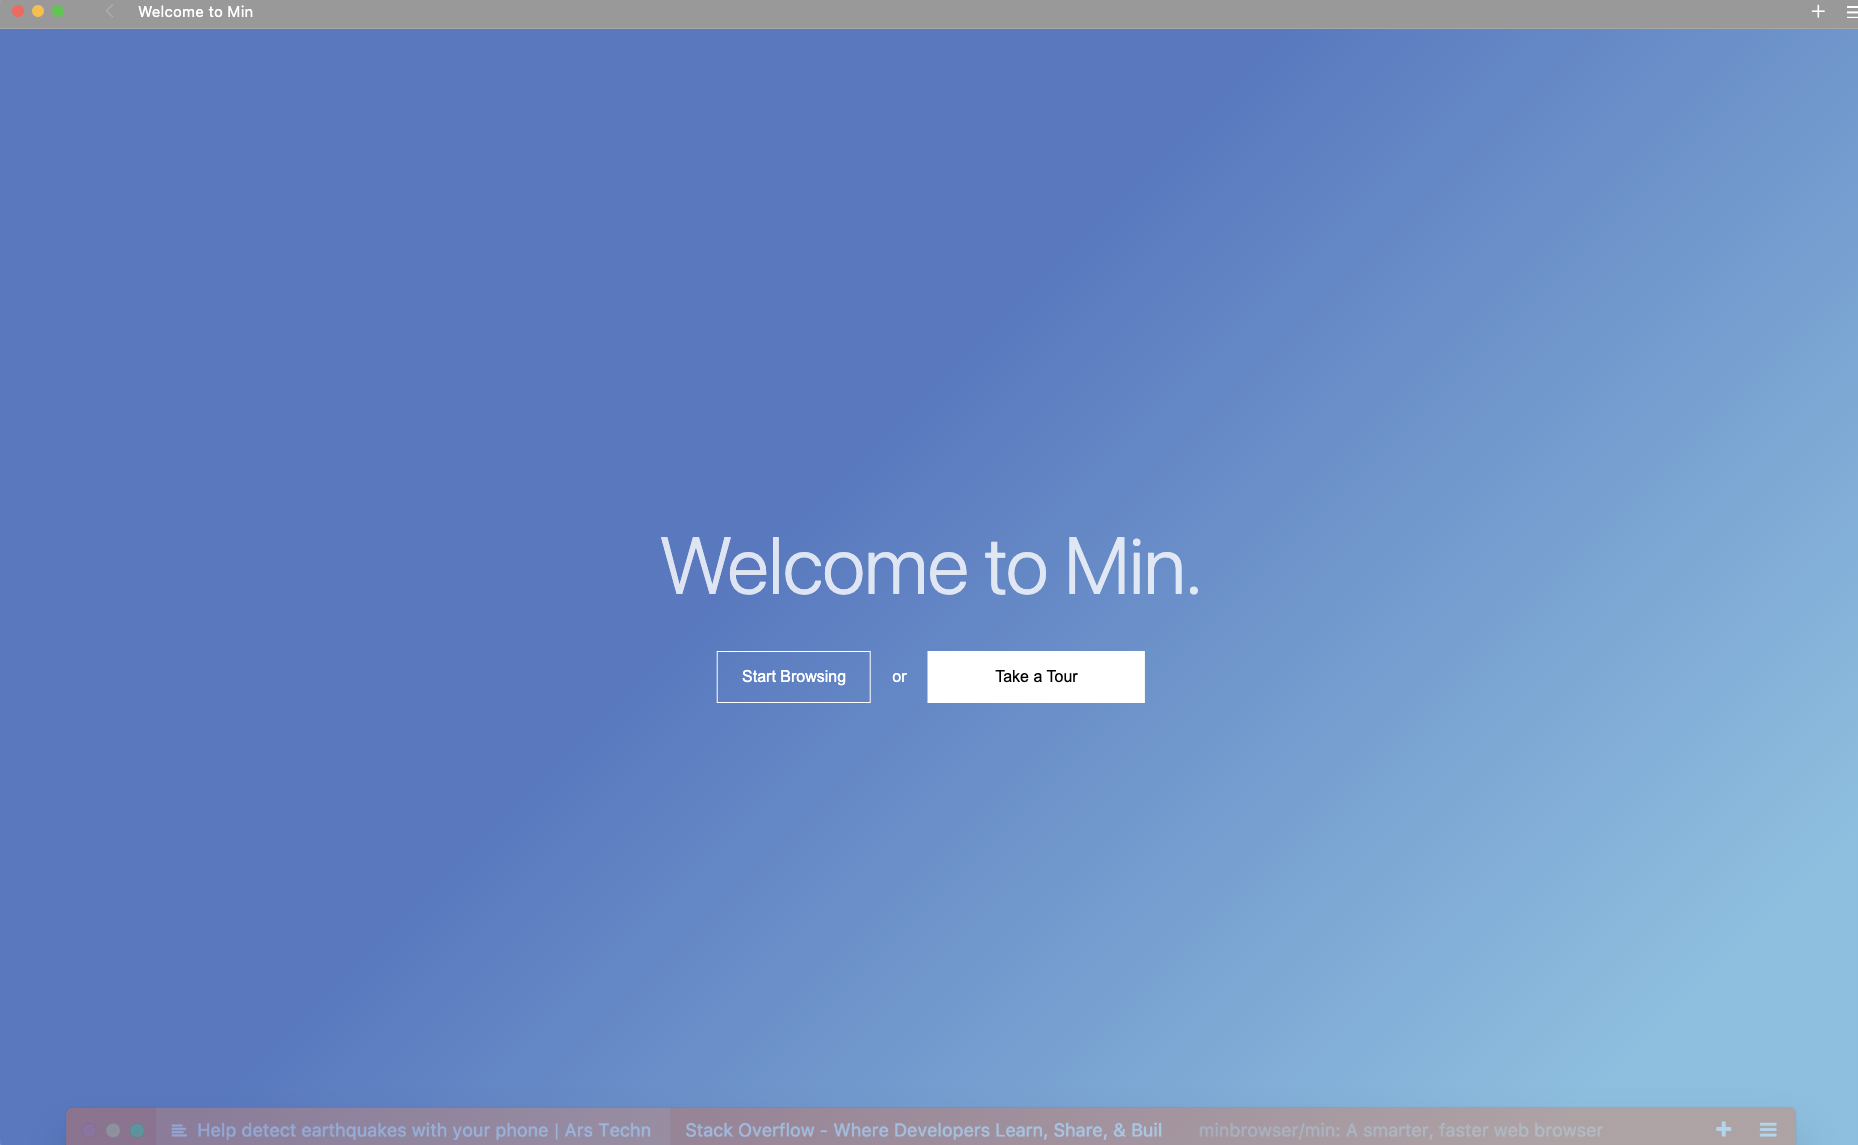 Welcome to Min
Welcome to Min.
Start Browsing or Take a Tour
Help detect earthquakes with your phone | Ars Techn Stack Overflow - Where Developers Learn, Share, & Buil minbrowser/min: A smarter, faster web browser